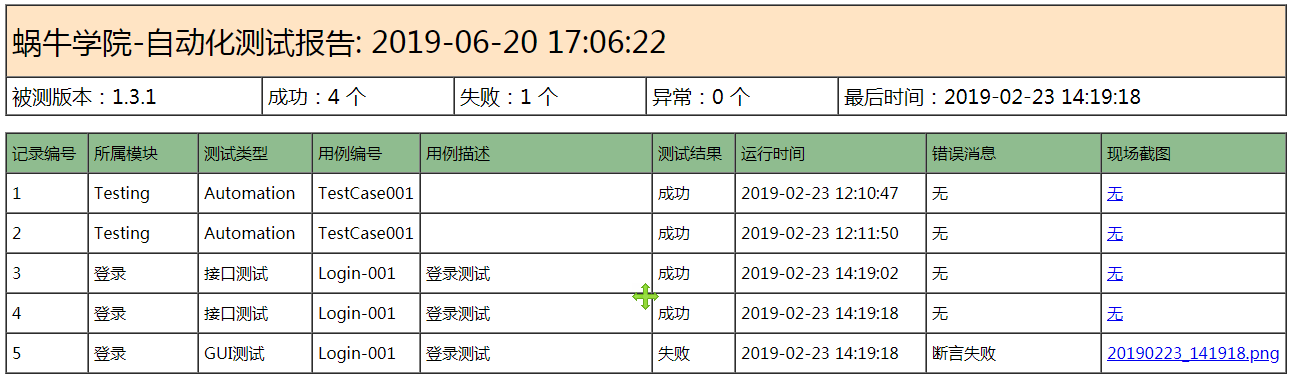 蜗牛学院-自动化测试报告: 2019-06-20 17:06:22
被测版本：1.3.1 成功：4 个 失败：1 个 异常：0 个 最后时间：2019-02-23 14:19:18
记录编号 所属模块 测试类型 用例编号 用例描述 测试结果 运行时间 错误消息 现场截图
1 Testing Automation TestCase001 成功 2019-02-23 12:10:47 无 无
2 Testing Automation TestCase001 成功 2019-02-23 12:11:50 无 无
3 登录 接口测试 Login-001 登录测试 成功 2019-02-23 14:19:02 无 无
4 登录 接口测试 Login-001 登录测试 成功 2019-02-23 14:19:18 无 无
5 登录 GUI测试 Login-001 登录测试 失败 2019-02-23 14:19:18 断言失败 20190223_141918.png